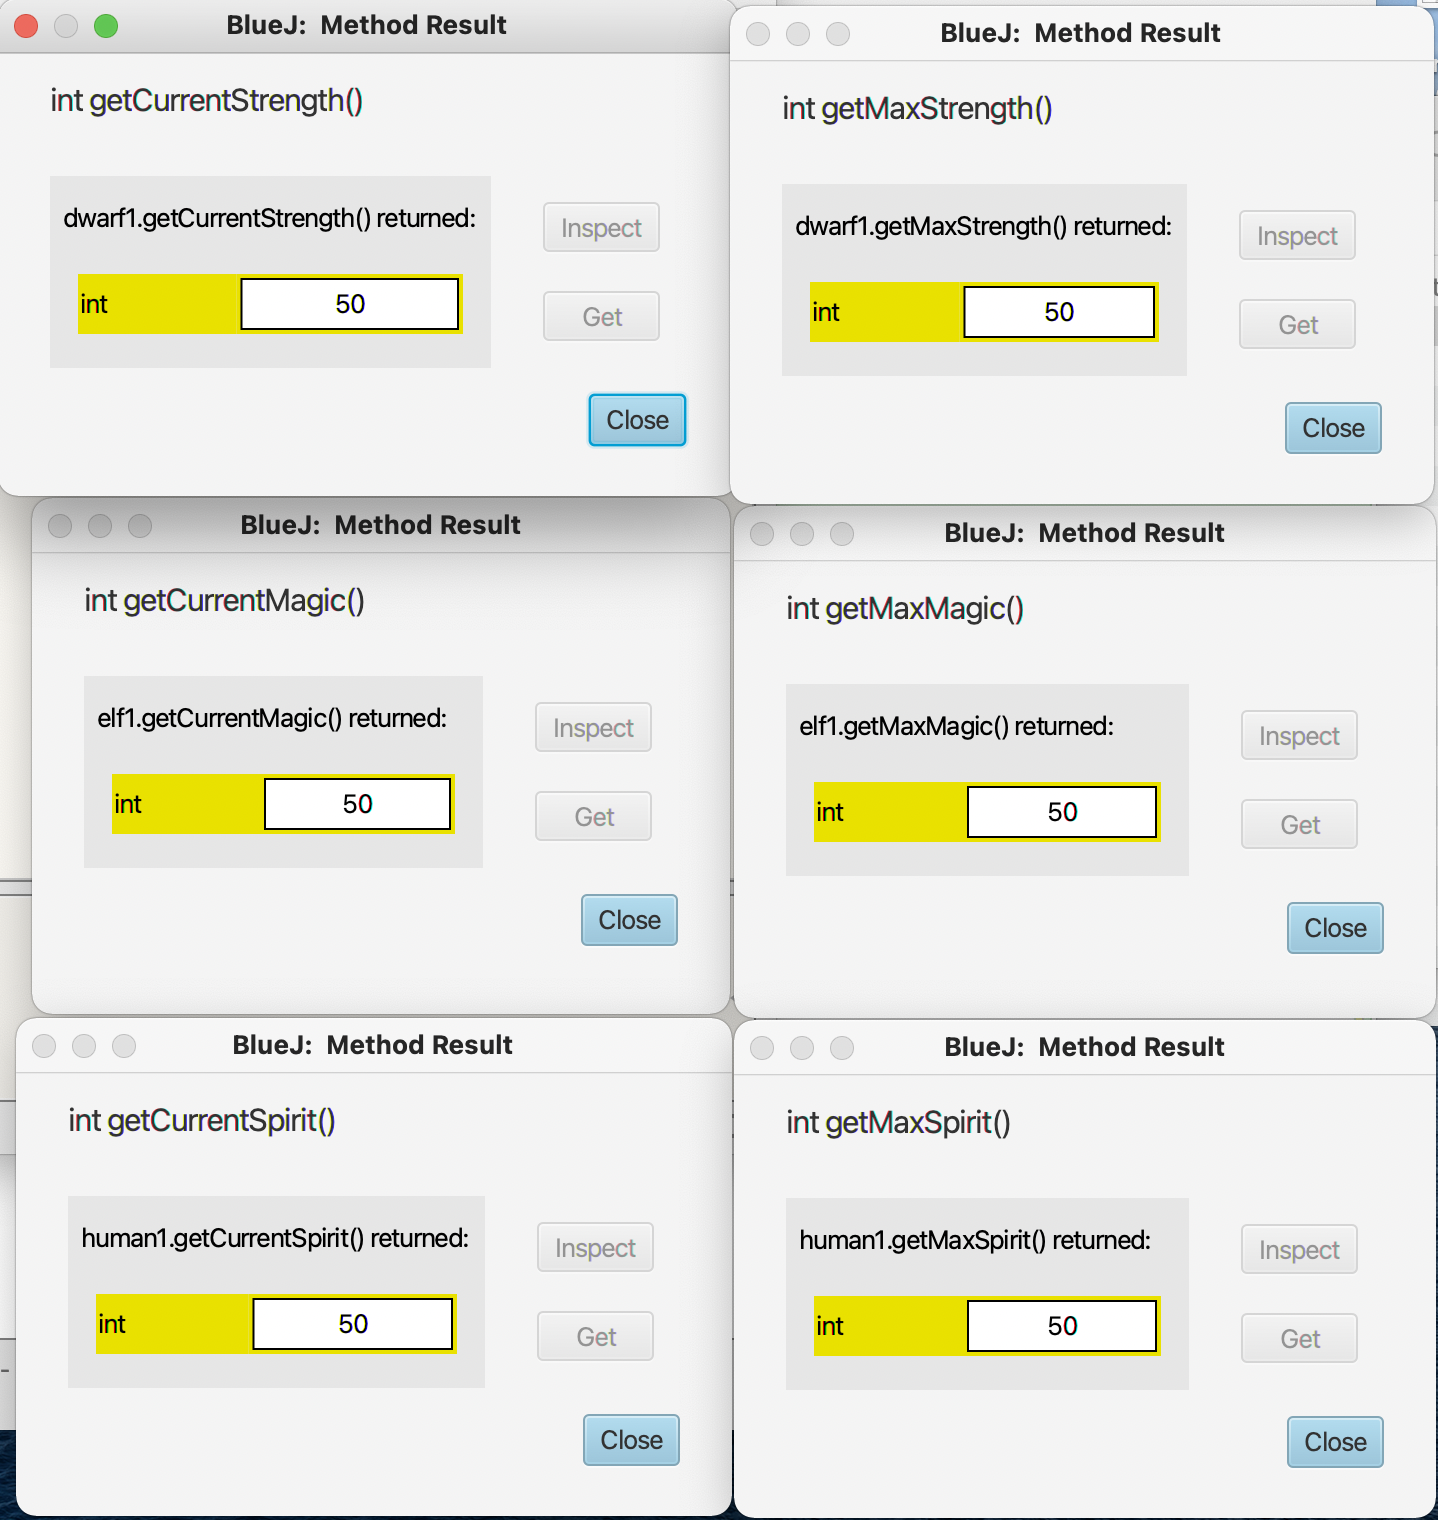 BlueJ:  Method Result
int getCurrentStrength()
dwarf1.getCurrentStrength() returned:
int 50
Inspect
Get
Close
BlueJ:  Method Result
int getMaxStrength()
dwarf1.getMaxStrength() returned:
int 50
Inspect
Get
Close
BlueJ:  Method Result
int getCurrentMagic()
elf1.getCurrentMagic() returned:
int 50
Inspect
Get
Close
BlueJ:  Method Result
int getMaxMagic()
elf1.getMaxMagic() returned:
int 50
Inspect
Get
Close
BlueJ:  Method Result
int getCurrentSpirit()
human1.getCurrentSpirit() returned:
int 50
Inspect
Get
Close
BlueJ:  Method Result
int getMaxSpirit()
human1.getMaxSpirit() returned:
int 50
Inspect
Get
Close